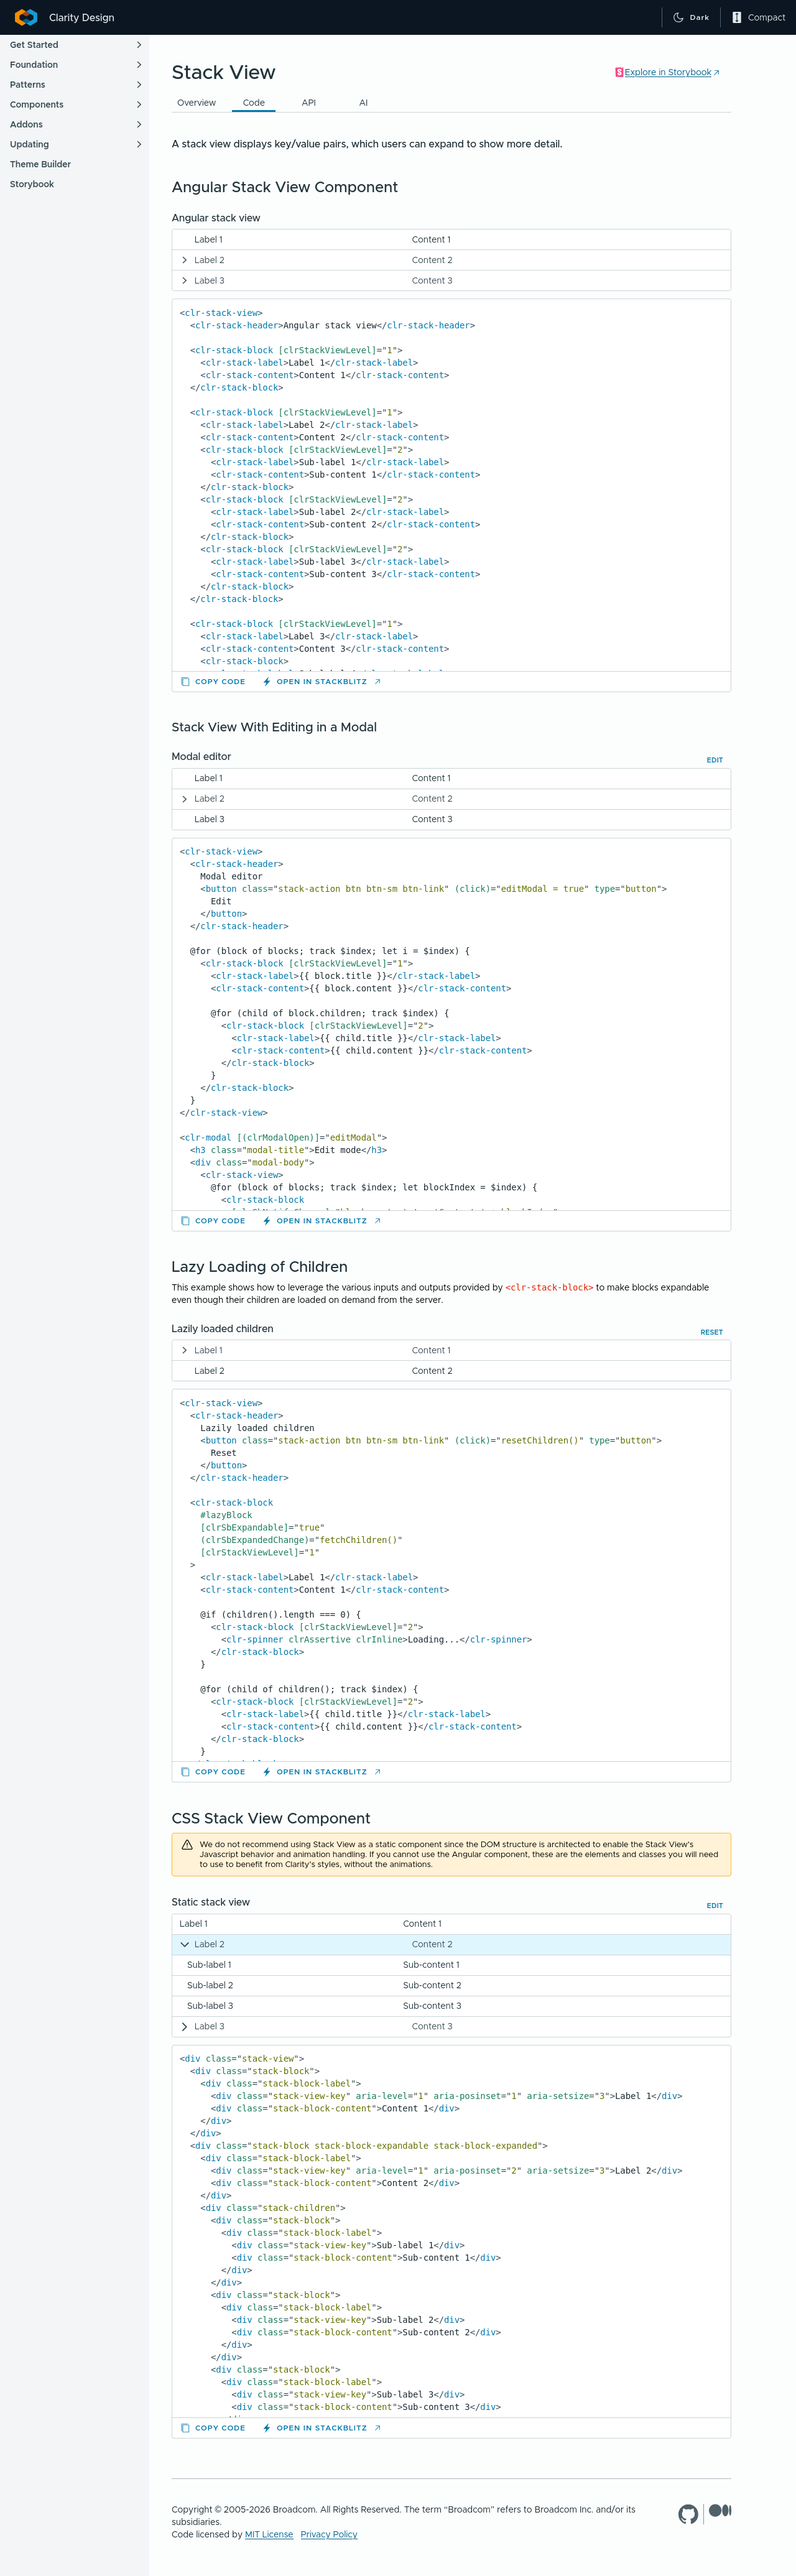 Clarity Design
Dark
Compact
Get Started
Foundation
Patterns
Components
Addons
Updating
Theme Builder
Storybook
Stack View
Explore in Storybook
Overview
Code
API
AI
A stack view displays key/value pairs, which users can expand to show more detail.
Angular Stack View Component
Angular stack view
Label 1 Content 1
Label 2 Content 2
Label 3 Content 3
<clr-stack-view>
<clr-stack-header>Angular stack view</clr-stack-header>
<clr-stack-block [clrStackViewLevel]="1">
<clr-stack-label>Label 1</clr-stack-label>
<clr-stack-content>Content 1</clr-stack-content>
</clr-stack-block>
<clr-stack-block [clrStackViewLevel]="1">
<clr-stack-label>Label 2</clr-stack-label>
<clr-stack-content>Content 2</clr-stack-content>
<clr-stack-block [clrStackViewLevel]="2">
<clr-stack-label>Sub-label 1</clr-stack-label>
<clr-stack-content>Sub-content 1</clr-stack-content>
</clr-stack-block>
<clr-stack-block [clrStackViewLevel]="2">
<clr-stack-label>Sub-label 2</clr-stack-label>
<clr-stack-content>Sub-content 2</clr-stack-content>
</clr-stack-block>
<clr-stack-block [clrStackViewLevel]="2">
<clr-stack-label>Sub-label 3</clr-stack-label>
<clr-stack-content>Sub-content 3</clr-stack-content>
</clr-stack-block>
</clr-stack-block>
<clr-stack-block [clrStackViewLevel]="1">
<clr-stack-label>Label 3</clr-stack-label>
<clr-stack-content>Content 3</clr-stack-content>
<clr-stack-block>
COPY CODE
OPEN IN STACKBLITZ
Stack View With Editing in a Modal
Modal editor
EDIT
Label 1 Content 1
Label 2 Content 2
Label 3 Content 3
<clr-stack-view>
<clr-stack-header>
Modal editor
<button class="stack-action btn btn-sm btn-link" (click)="editModal = true" type="button">
Edit
</button>
</clr-stack-header>
@for (block of blocks; track $index; let i = $index) {
<clr-stack-block [clrStackViewLevel]="1">
<clr-stack-label>{{ block.title }}</clr-stack-label>
<clr-stack-content>{{ block.content }}</clr-stack-content>
@for (child of block.children; track $index) {
<clr-stack-block [clrStackViewLevel]="2">
<clr-stack-label>{{ child.title }}</clr-stack-label>
<clr-stack-content>{{ child.content }}</clr-stack-content>
</clr-stack-block>
}
</clr-stack-block>
}
</clr-stack-view>
<clr-modal [(clrModalOpen)]="editModal">
<h3 class="modal-title">Edit mode</h3>
<div class="modal-body">
<clr-stack-view>
@for (block of blocks; track $index; let blockIndex = $index) {
<clr-stack-block
COPY CODE
OPEN IN STACKBLITZ
Lazy Loading of Children
This example shows how to leverage the various inputs and outputs provided by <clr-stack-block> to make blocks expandable
even though their children are loaded on demand from the server.
Lazily loaded children
RESET
Label 1 Content 1
Label 2 Content 2
<clr-stack-view>
<clr-stack-header>
Lazily loaded children
<button class="stack-action btn btn-sm btn-link" (click)="resetChildren()" type="button">
Reset
</button>
</clr-stack-header>
<clr-stack-block
#lazyBlock
[clrSbExpandable]="true"
(clrSbExpandedChange)="fetchChildren()"
[clrStackViewLevel]="1"
>
<clr-stack-label>Label 1</clr-stack-label>
<clr-stack-content>Content 1</clr-stack-content>
@if (children().length === 0) {
<clr-stack-block [clrStackViewLevel]="2">
<clr-spinner clrAssertive clrInline>Loading...</clr-spinner>
</clr-stack-block>
}
@for (child of children(); track $index) {
<clr-stack-block [clrStackViewLevel]="2">
<clr-stack-label>{{ child.title }}</clr-stack-label>
<clr-stack-content>{{ child.content }}</clr-stack-content>
</clr-stack-block>
}
COPY CODE
OPEN IN STACKBLITZ
CSS Stack View Component
We do not recommend using Stack View as a static component since the DOM structure is architected to enable the Stack View's
Javascript behavior and animation handling. If you cannot use the Angular component, these are the elements and classes you will need
to use to benefit from Clarity's styles, without the animations.
Static stack view
EDIT
Label 1 Content 1
Label 2 Content 2
Sub-label 1 Sub-content 1
Sub-label 2 Sub-content 2
Sub-label 3 Sub-content 3
Label 3 Content 3
<div class="stack-view">
<div class="stack-block">
<div class="stack-block-label">
<div class="stack-view-key" aria-level="1" aria-posinset="1" aria-setsize="3">Label 1</div>
<div class="stack-block-content">Content 1</div>
</div>
</div>
<div class="stack-block stack-block-expandable stack-block-expanded">
<div class="stack-block-label">
<div class="stack-view-key" aria-level="1" aria-posinset="2" aria-setsize="3">Label 2</div>
<div class="stack-block-content">Content 2</div>
</div>
<div class="stack-children">
<div class="stack-block">
<div class="stack-block-label">
<div class="stack-view-key">Sub-label 1</div>
<div class="stack-block-content">Sub-content 1</div>
</div>
</div>
<div class="stack-block">
<div class="stack-block-label">
<div class="stack-view-key">Sub-label 2</div>
<div class="stack-block-content">Sub-content 2</div>
</div>
</div>
<div class="stack-block">
<div class="stack-block-label">
<div class="stack-view-key">Sub-label 3</div>
<div class="stack-block-content">Sub-content 3</div>
COPY CODE
OPEN IN STACKBLITZ
Copyright © 2005-2026 Broadcom. All Rights Reserved. The term “Broadcom” refers to Broadcom Inc. and/or its
subsidiaries.
Code licensed by MIT License Privacy Policy